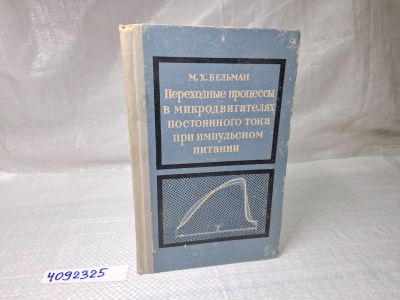 М. Х. БЕЛЬМАН
Переходные процессы
в микродвигателях
постоянного тока
при импульсном
питании
4092325